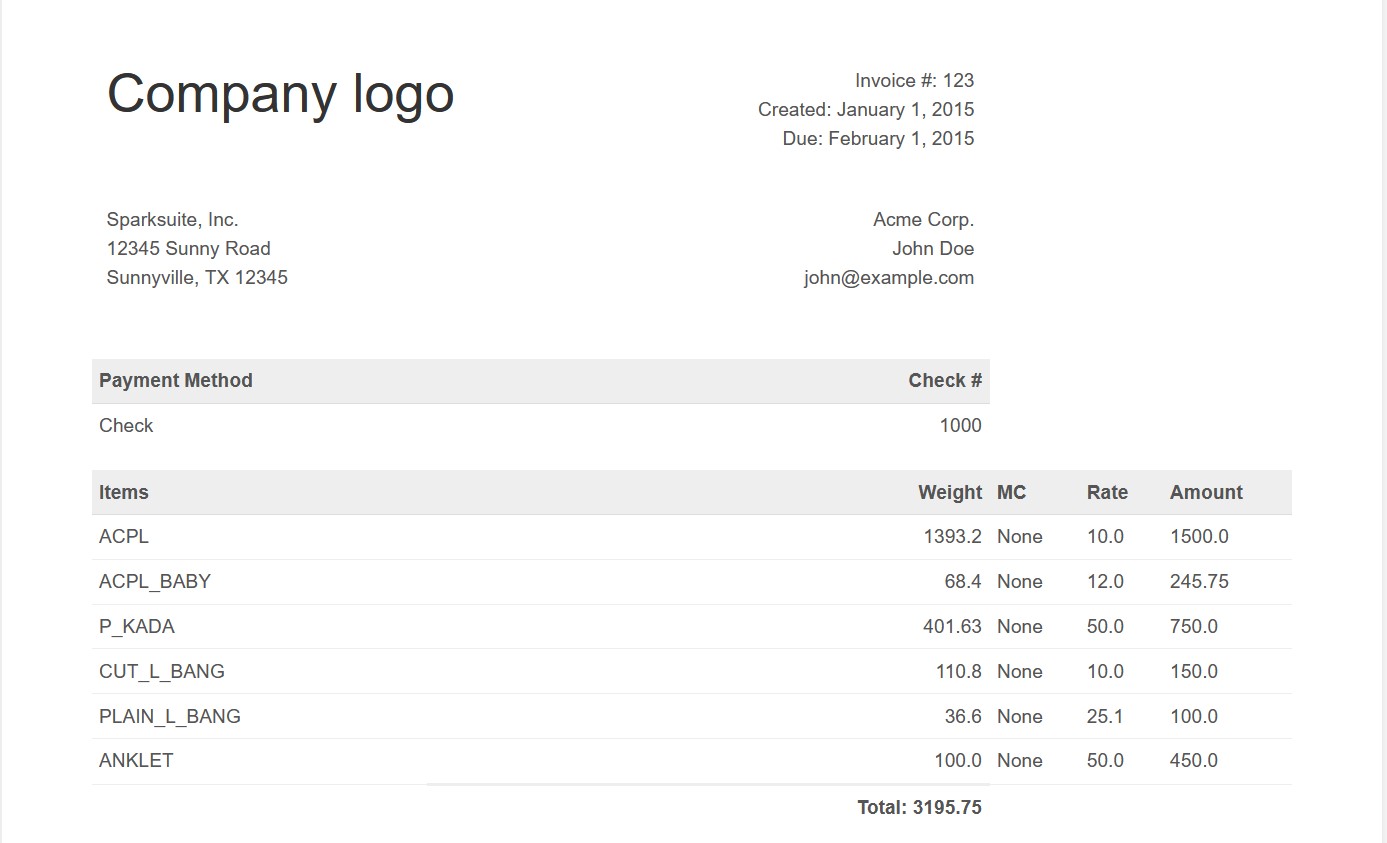 Company logo
Invoice #: 123
Created: January 1, 2015
Due: February 1, 2015
Sparksuite, Inc.
12345 Sunny Road
Sunnyville, TX 12345
Acme Corp.
John Doe
john@example.com
Payment Method Check #
Check 1000
Items Weight MC Rate Amount
ACPL 1393.2 None 10.0 1500.0
ACPL_BABY 68.4 None 12.0 245.75
P_KADA 401.63 None 50.0 750.0
CUT_L_BANG 110.8 None 10.0 150.0
PLAIN_L_BANG 36.6 None 25.1 100.0
ANKLET 100.0 None 50.0 450.0
Total: 3195.75